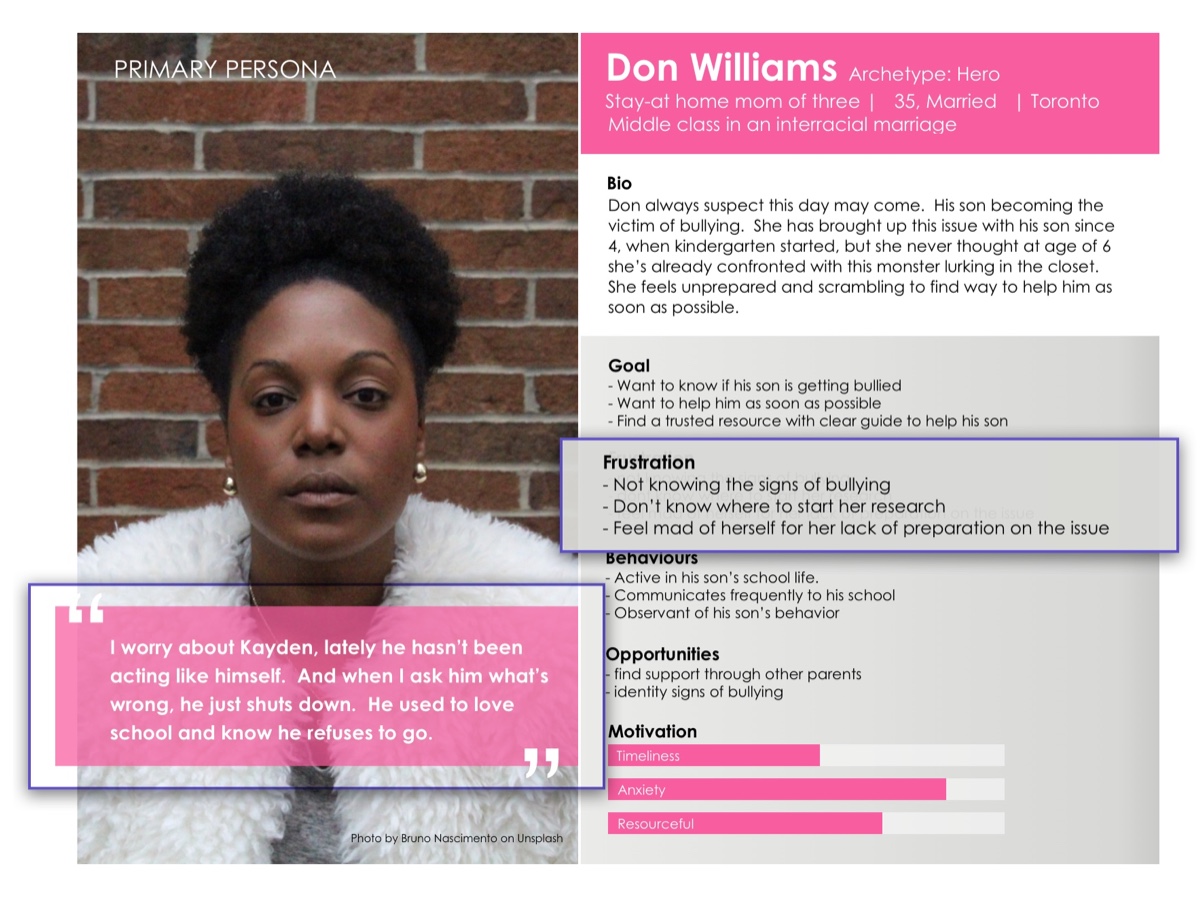 PRIMARY PERSONA
Don Williams Archetype: Hero
Stay-at home mom of three | 35, Married | Toronto
Middle class in an interracial marriage
Bio
Don always suspect this day may come. His son becoming the
victim of bullying. She has brought up this issue with his son since
4, when kindergarten started, but she never thought at age of 6
she's already confronted with this monster lurking in the closet.
She feels unprepared and scrambling to find way to help him as
soon as possible.
Goal
- Want to know if his son is getting bullied
- Want to help him as soon as possible
- Find a trusted resource with clear guide to help his son
Frustration
- Not knowing the signs of bullying
- Don't know where to start her research
- Feel mad of herself for her lack of preparation on the issue
Behaviours
- Active in his son's school life.
- Communicates frequently to his school
- Observant of his son's behavior
Opportunities
- find support through other parents
- identity signs of bullying
Motivation
Timeliness
Anxiety
Resourceful
“
I worry about Kayden, lately he hasn't been
acting like himself. And when I ask him what's
wrong, he just shuts down. He used to love
school and know he refuses to go.
”
Photo by Bruno Nascimento on Unsplash